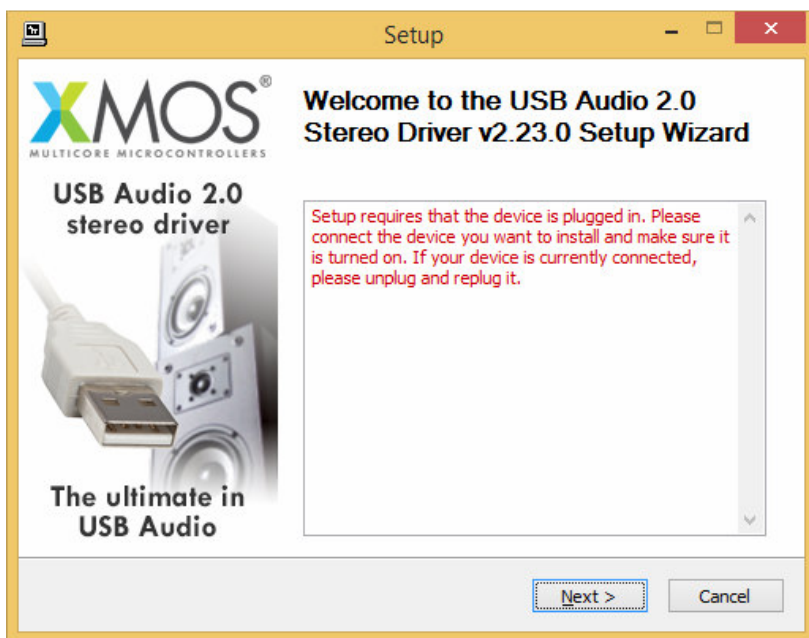 Setup
XMOS®
MULTICORE MICROCONTROLLERS
USB Audio 2.0
stereo driver
The ultimate in
USB Audio
Welcome to the USB Audio 2.0
Stereo Driver v2.23.0 Setup Wizard
Setup requires that the device is plugged in. Please
connect the device you want to install and make sure it
is turned on. If your device is currently connected,
please unplug and replug it.
Next >
Cancel